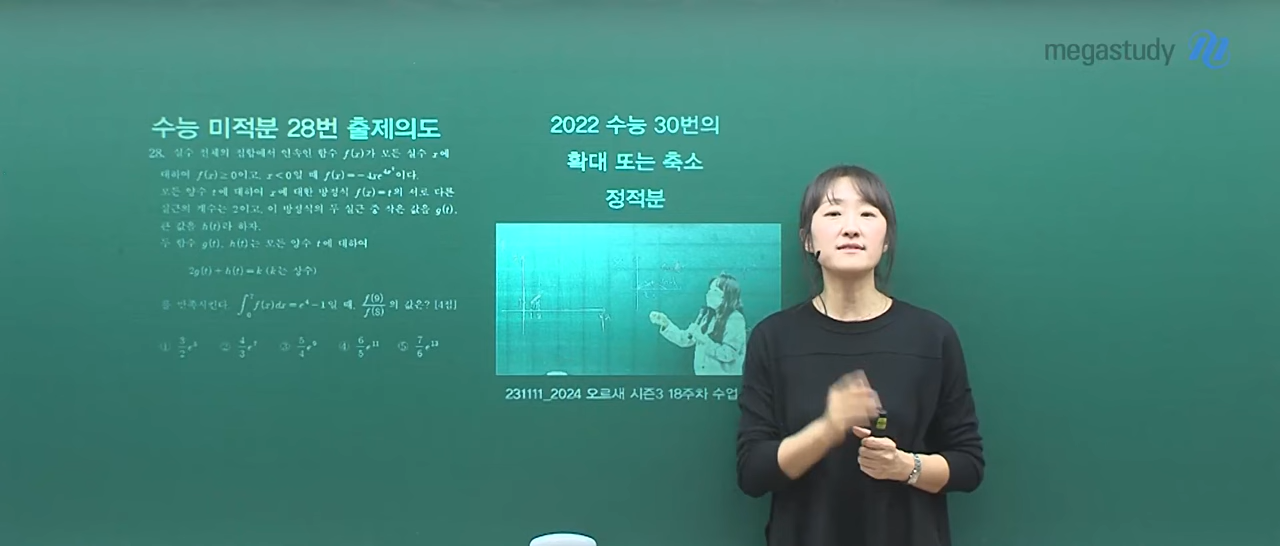 megastudy M
수능 미적분 28번 출제의도
28. 실수 전체의 집합에서 연속인 함수 f(x)가 모든 실수 x에
대하여 f(x)≥0이고, x<0일 때 f(x)=-4xe^{4x²}이다.
모든 양수 t에 대하여 x에 대한 방정식 f(x)=t의 서로 다른
실근의 개수는 2이고, 이 방정식의 두 실근 중 작은 값을 g(t),
큰 값을 h(t)라 하자.
두 함수 g(t), h(t)는 모든 양수 t에 대하여
2g(t)+h(t)=k (k는 상수)
를 만족시킨다. ∫_{0}^{7} f(x)dx=e⁴-1일 때, f(9)/f(8)의 값은? [4점]
① 3/2 e⁵ ② 4/3 e⁷ ③ 5/4 e⁹ ④ 6/5 e¹¹ ⑤ 7/6 e¹³
2022 수능 30번의
확대 또는 축소
정적분
231111_2024 오르새 시즌3 18주차 수업